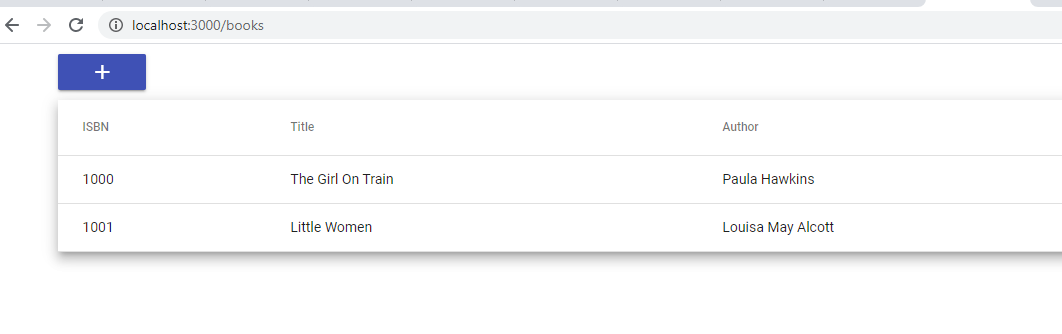 localhost:3000/books
+
ISBN Title Author
1000 The Girl On Train Paula Hawkins
1001 Little Women Louisa May Alcott